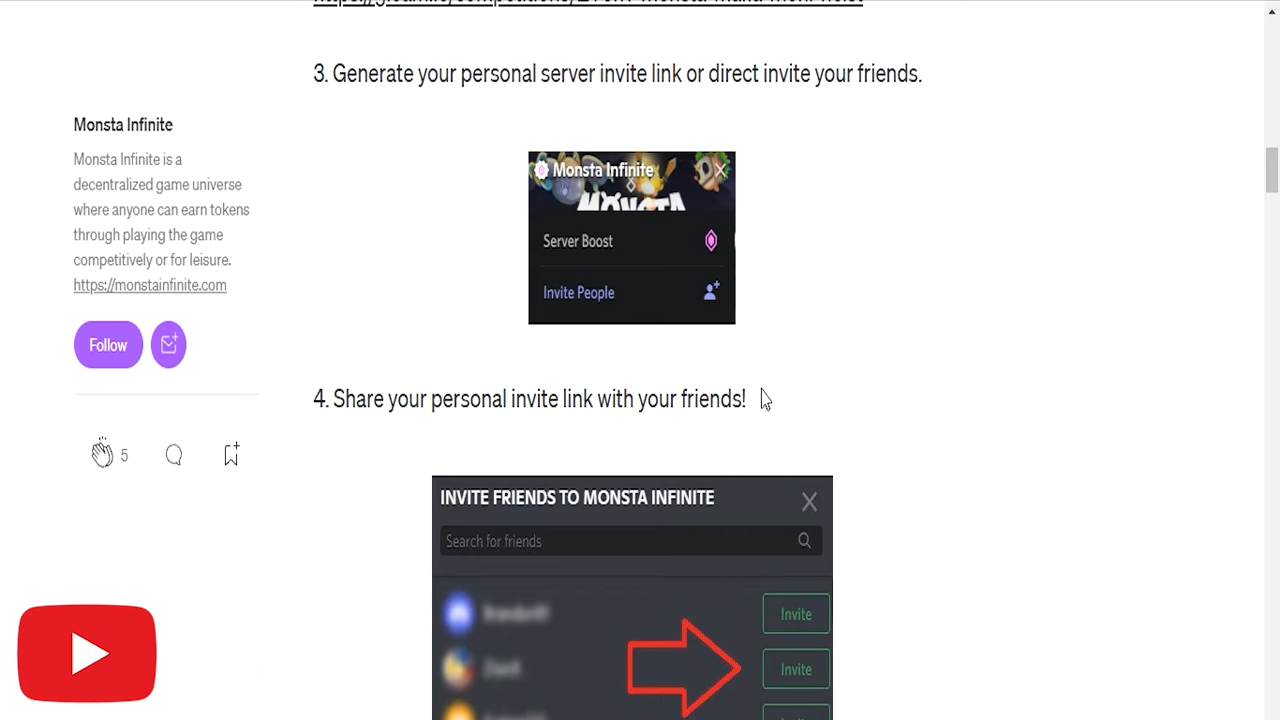 3. Generate your personal server invite link or direct invite your friends.
Monsta Infinite
Monsta Infinite is a
decentralized game universe
where anyone can earn tokens
through playing the game
competitively or for leisure.
https://monstainfinite.com
Follow
5
Monsta Infinite
MONSTA
Server Boost
Invite People
4. Share your personal invite link with your friends!
INVITE FRIENDS TO MONSTA INFINITE
Search for friends
Invite
Invite